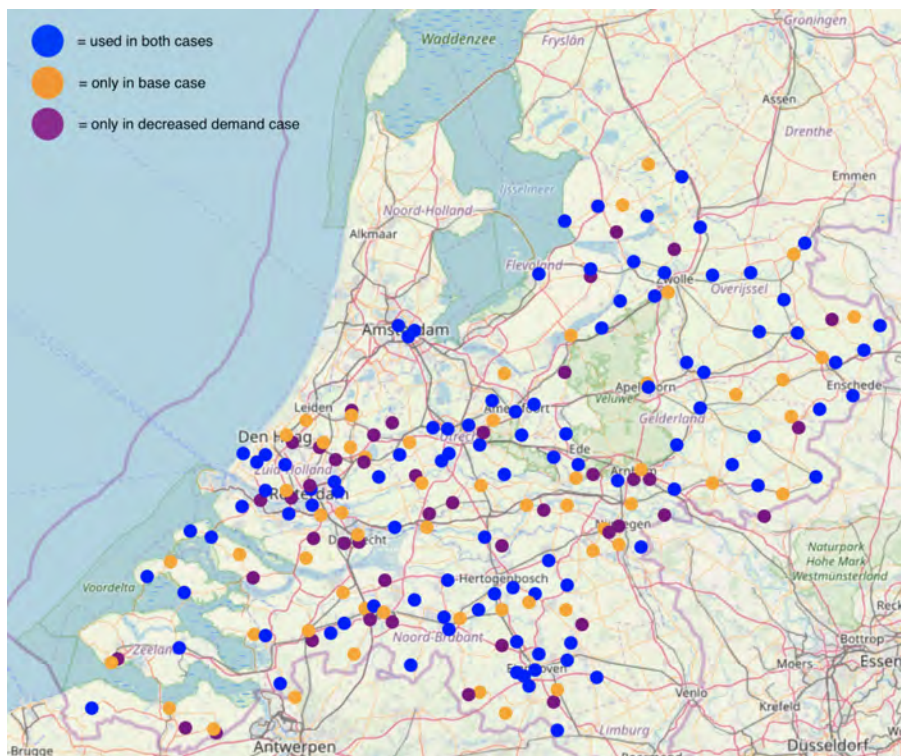 = used in both cases
= only in base case
= only in decreased demand case
Waddenzee
Fryslân
Groningen
Assen
Drenthe
Emmen
IJsselmeer
Noord-Holland
Alkmaar
Flevoland
Zwolle
Overijssel
Amsterdam
Enschede
Apeldoorn
Veluwe
Gelderland
Leiden
Den Haag
Zuid-Holland
Utrecht
Ede
Arnhem
Rotterdam
Dordrecht
Nijmegen
Naturpark
Hohe Mark
Westmünsterland
Voordelta
-Hertogenbosch
Noord-Brabant
Zeeland
Eindhoven
Bottrop
Moers
Essen
Krefeld
Venlo
Limburg
Düsseldorf
Antwerpen
-Brugge